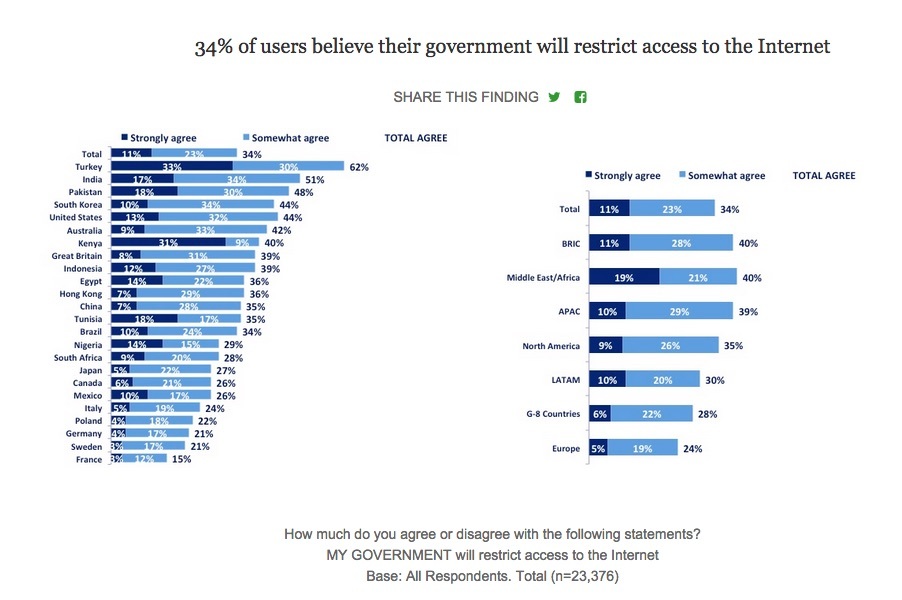 34% of users believe their government will restrict access to the Internet
SHARE THIS FINDING
Strongly agree Somewhat agree TOTAL AGREE
Total 11% 23% 34%
Turkey 33% 30% 62%
India 17% 34% 51%
Pakistan 18% 30% 48%
South Korea 10% 34% 44%
United States 13% 32% 44%
Australia 9% 33% 42%
Kenya 31% 9% 40%
Great Britain 8% 31% 39%
Indonesia 12% 27% 39%
Egypt 14% 22% 36%
Hong Kong 7% 29% 36%
China 7% 28% 35%
Tunisia 18% 17% 35%
Brazil 10% 24% 34%
Nigeria 14% 15% 29%
South Africa 9% 20% 28%
Japan 5% 22% 27%
Canada 6% 21% 26%
Mexico 10% 17% 26%
Italy 5% 19% 24%
Poland 4% 18% 22%
Germany 4% 17% 21%
Sweden 3% 17% 21%
France 3% 12% 15%
Strongly agree Somewhat agree TOTAL AGREE
Total 11% 23% 34%
BRIC 11% 28% 40%
Middle East/Africa 19% 21% 40%
APAC 10% 29% 39%
North America 9% 26% 35%
LATAM 10% 20% 30%
G-8 Countries 6% 22% 28%
Europe 5% 19% 24%
How much do you agree or disagree with the following statements?
MY GOVERNMENT will restrict access to the Internet
Base: All Respondents. Total (n=23,376)